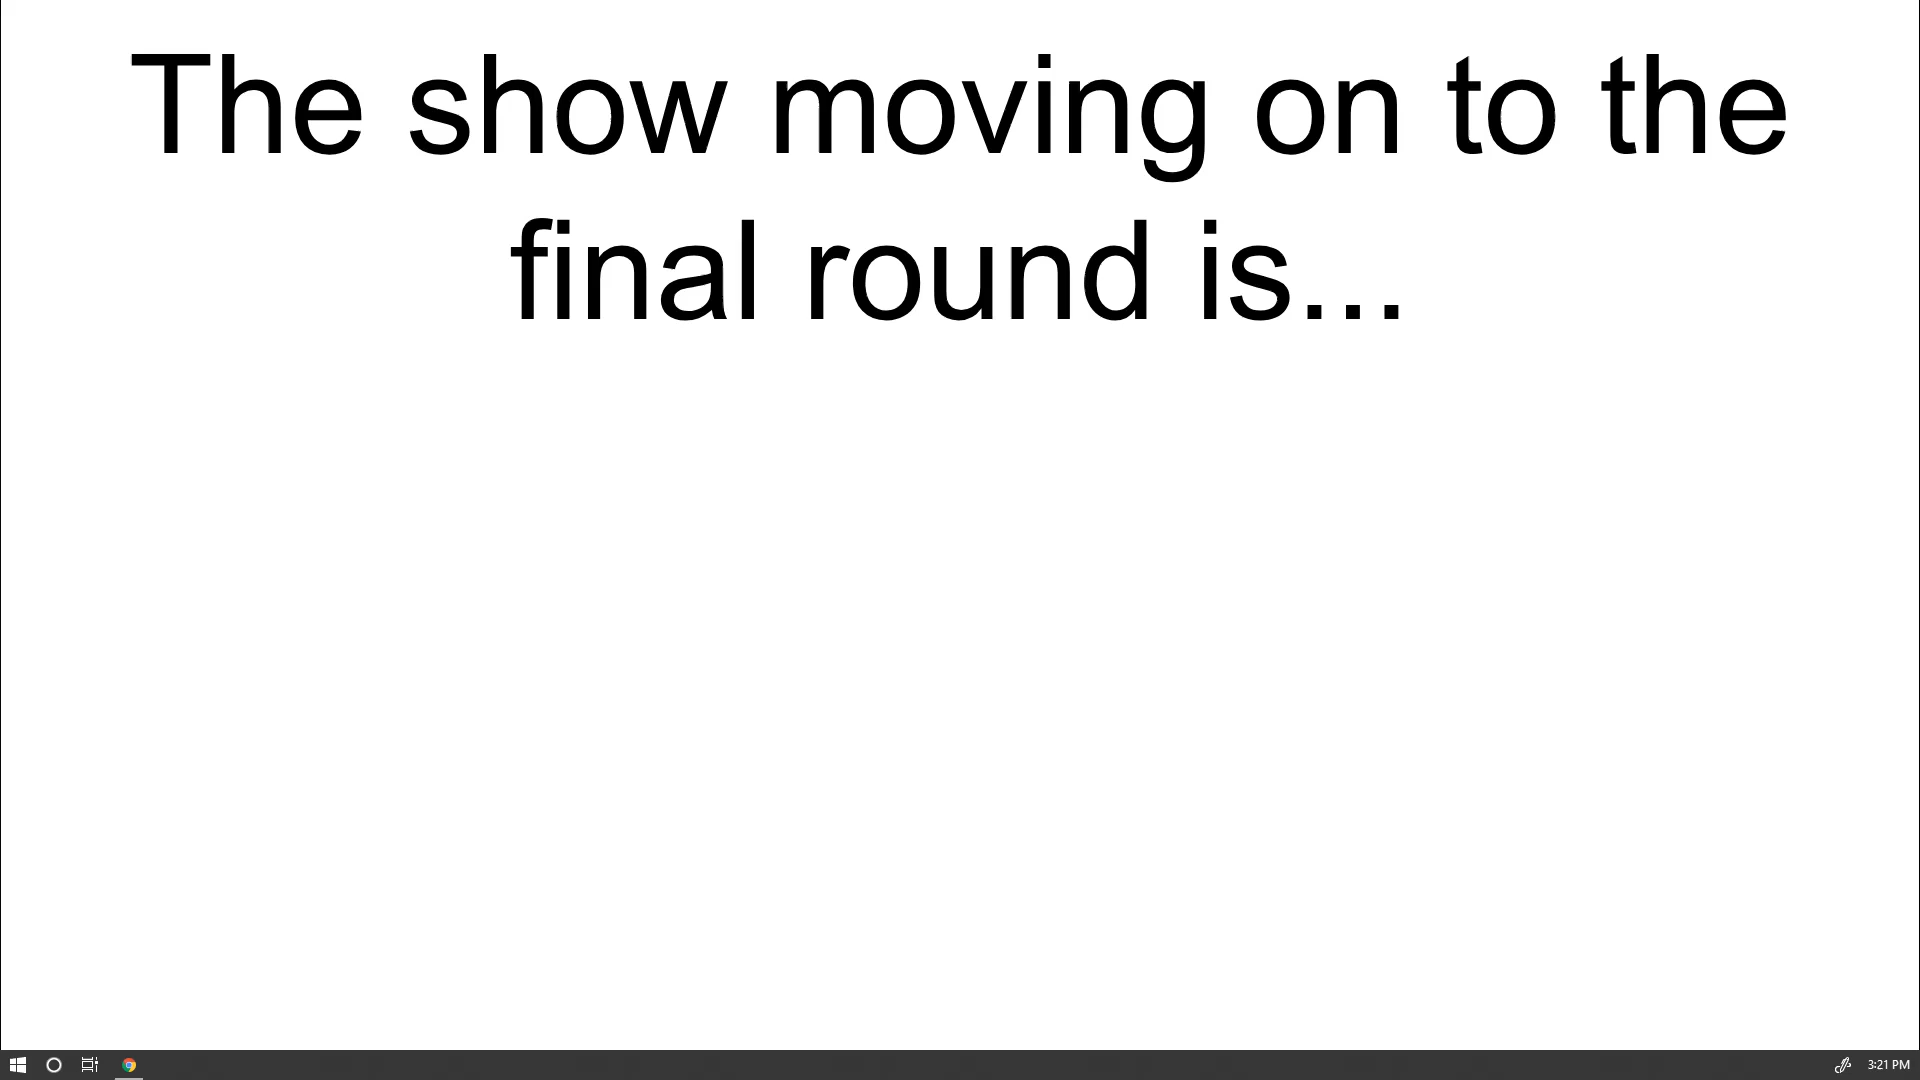 The show moving on to the
final round is...
3:21 PM